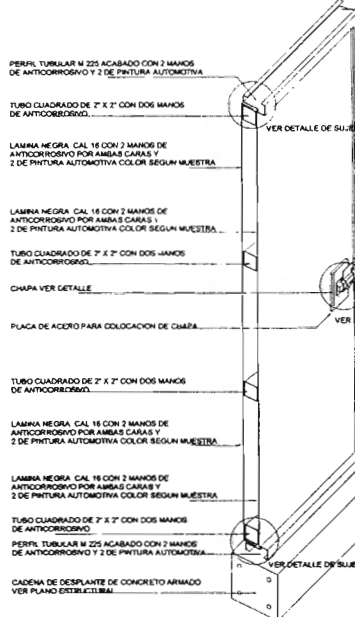 PERFIL TUBULAR M 225 ACABADO CON 2 MANOS
DE ANTICORROSIVO Y 2 DE PINTURA AUTOMOTIVA
TUBO CUADRADO DE 2" X 2" CON DOS MANOS
DE ANTICORROSIVO
VER DETALLE DE SUJE
LAMINA NEGRA CAL 16 CON 2 MANOS DE
ANTICORROSIVO POR AMBAS CARAS Y
2 DE PINTURA AUTOMOTIVA COLOR SEGUN MUESTRA
LAMINA NEGRA CAL 16 CON 2 MANOS DE
ANTICORROSIVO POR AMBAS CARAS Y
2 DE PINTURA AUTOMOTIVA COLOR SEGUN MUESTRA
TUBO CUADRADO DE 2" X 2" CON DOS MANOS
DE ANTICORROSIVO
CHAPA VER DETALLE
VER
PLACA DE ACERO PARA COLOCACION DE CHAPA
TUBO CUADRADO DE 2" X 2" CON DOS MANOS
DE ANTICORROSIVO
LAMINA NEGRA CAL 16 CON 2 MANOS DE
ANTICORROSIVO POR AMBAS CARAS Y
2 DE PINTURA AUTOMOTIVA COLOR SEGUN MUESTRA
LAMINA NEGRA CAL 16 CON 2 MANOS DE
ANTICORROSIVO POR AMBAS CARAS Y
2 DE PINTURA AUTOMOTIVA COLOR SEGUN MUESTRA
TUBO CUADRADO DE 2" X 2" CON DOS MANOS
DE ANTICORROSIVO
PERFIL TUBULAR M 225 ACABADO CON 2 MANOS
DE ANTICORROSIVO Y 2 DE PINTURA AUTOMOTIVA
VER DETALLE DE SUJE
CADENA DE DESPLANTE DE CONCRETO ARMADO
VER PLANO ESTRUCTURAL